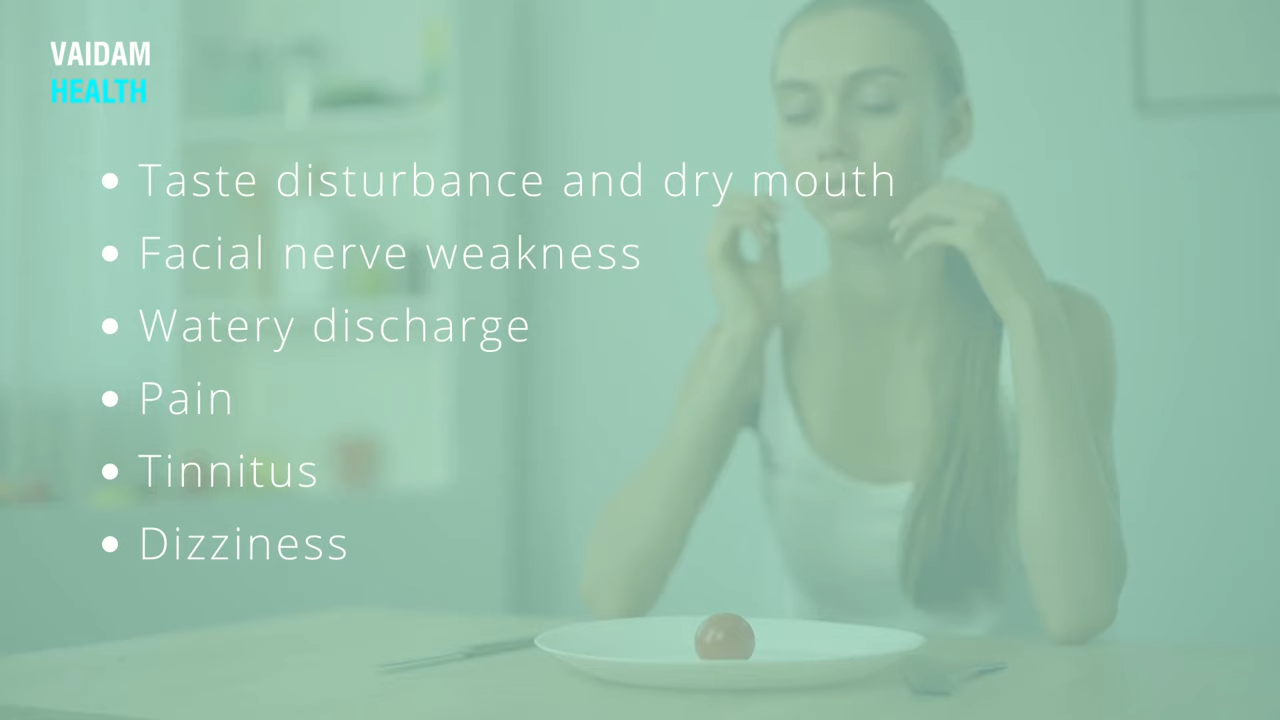 VAIDAM
HEALTH
• Taste disturbance and dry mouth
• Facial nerve weakness
• Watery discharge
• Pain
• Tinnitus
• Dizziness